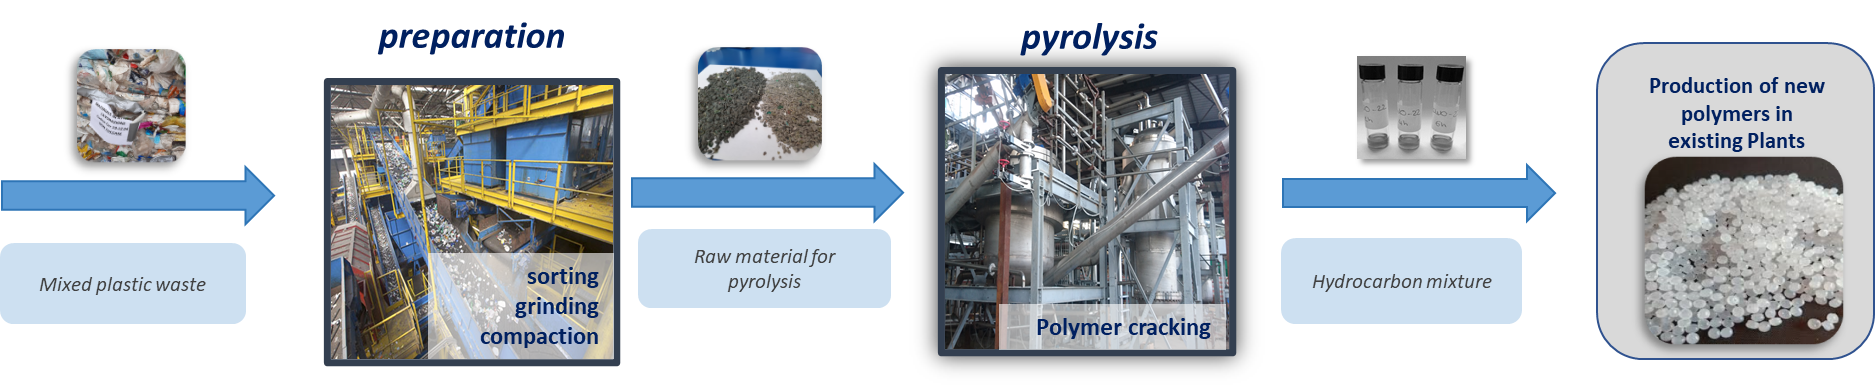 preparation
pyrolysis
Mixed plastic waste
sorting
grinding
compaction
Raw material for
pyrolysis
Polymer cracking
Hydrocarbon mixture
Production of new
polymers in
existing Plants